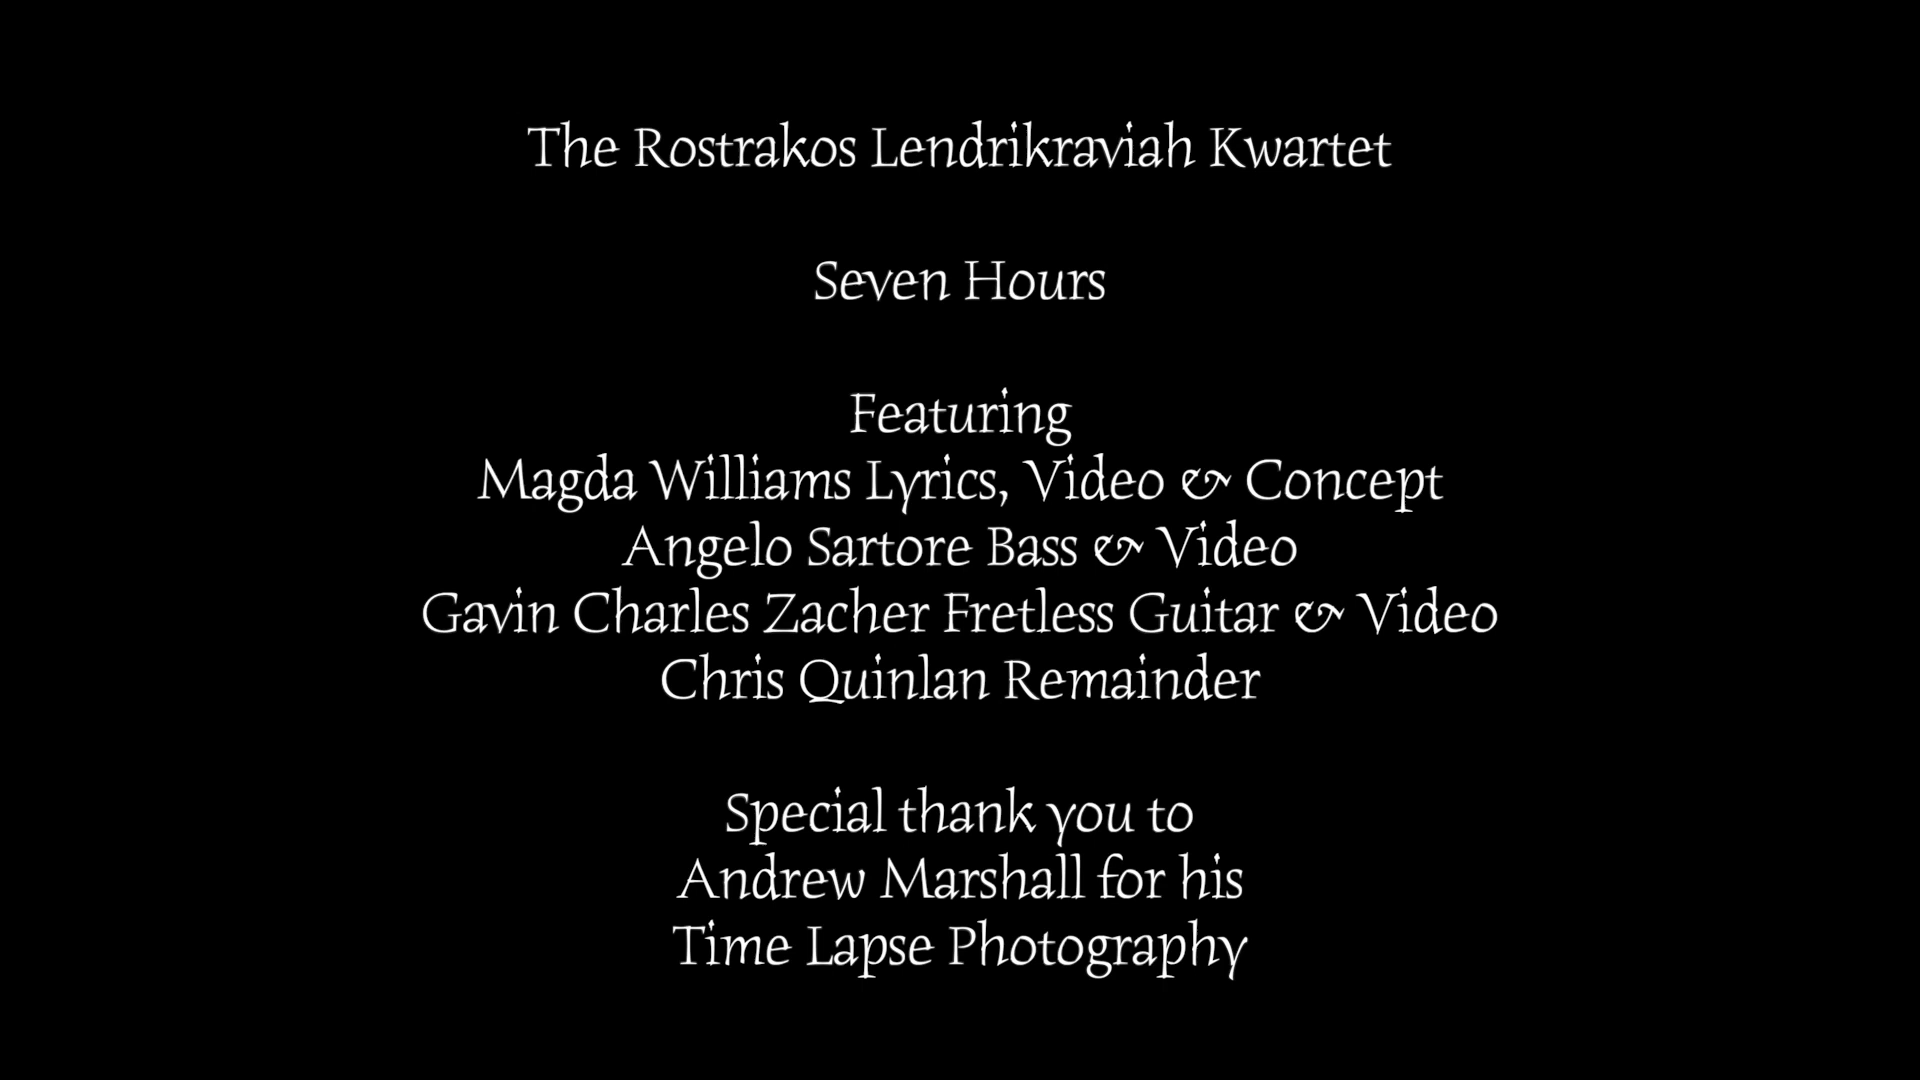 The Rostrakos Lendrikraviah Kwartet
Seven Hours
Featuring
Magda Williams Lyrics, Video & Concept
Angelo Sartore Bass & Video
Gavin Charles Zacher Fretless Guitar & Video
Chris Quinlan Remainder
Special thank you to
Andrew Marshall for his
Time Lapse Photography